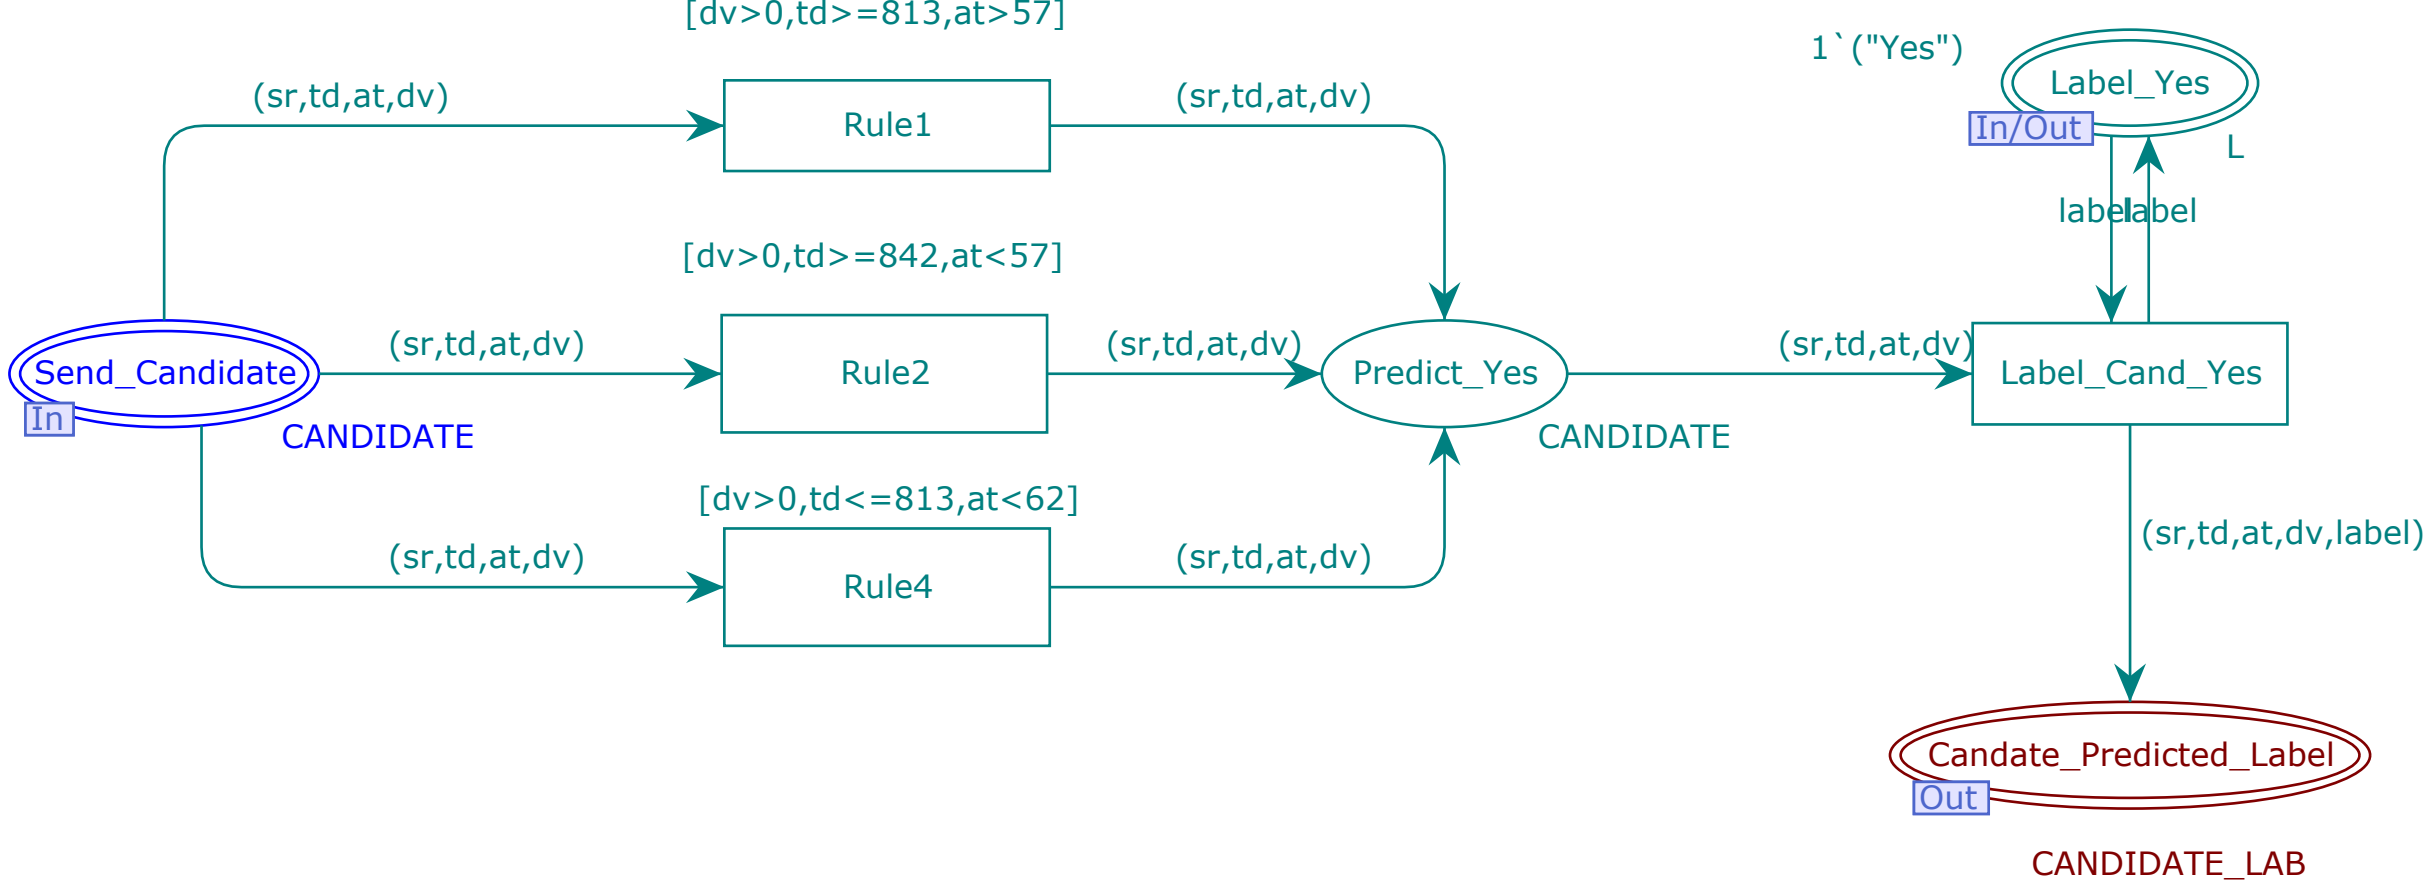 [dv>0,td>=813,at>57]
1`("Yes")
Label_Yes
(sr,td,at,dv)
Rule1
(sr,td,at,dv)
In/Out
L
label
label
[dv>0,td>=842,at<57]
Send_Candidate
(sr,td,at,dv)
Rule2
(sr,td,at,dv)
Predict_Yes
(sr,td,at,dv)
Label_Cand_Yes
In
CANDIDATE
CANDIDATE
[dv>0,td<=813,at<62]
(sr,td,at,dv)
Rule4
(sr,td,at,dv)
(sr,td,at,dv,label)
Candate_Predicted_Label
Out
CANDIDATE_LAB